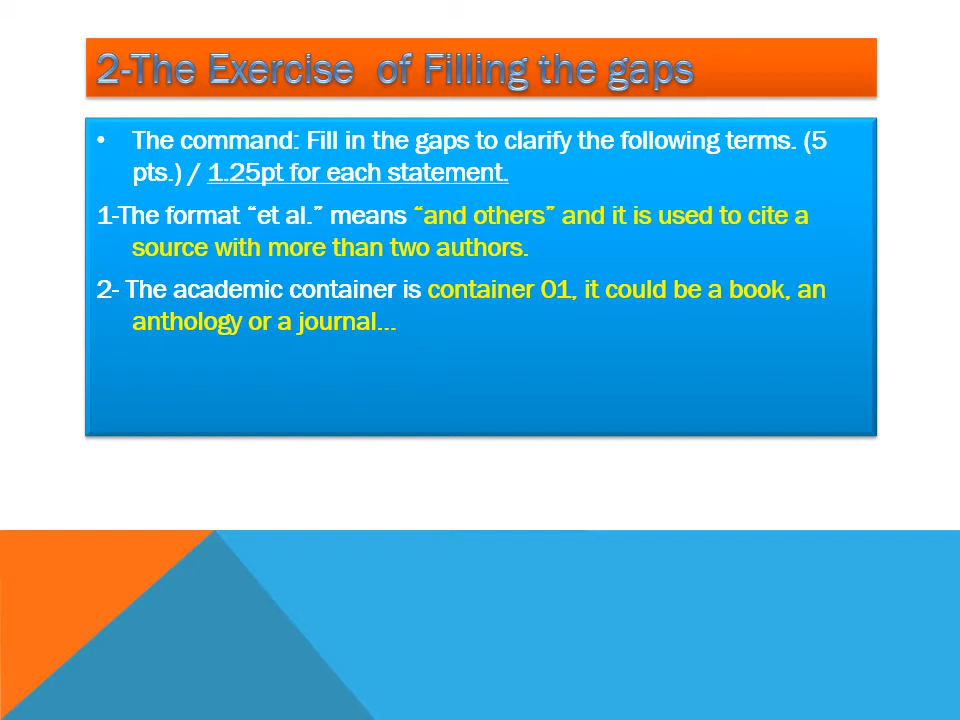 2-The Exercise  of Filling the gaps
• The command: Fill in the gaps to clarify the following terms. (5
pts.) / 1.25pt for each statement.
1-The format “et al.” means “and others” and it is used to cite a
source with more than two authors.
2- The academic container is container 01, it could be a book, an
anthology or a journal...